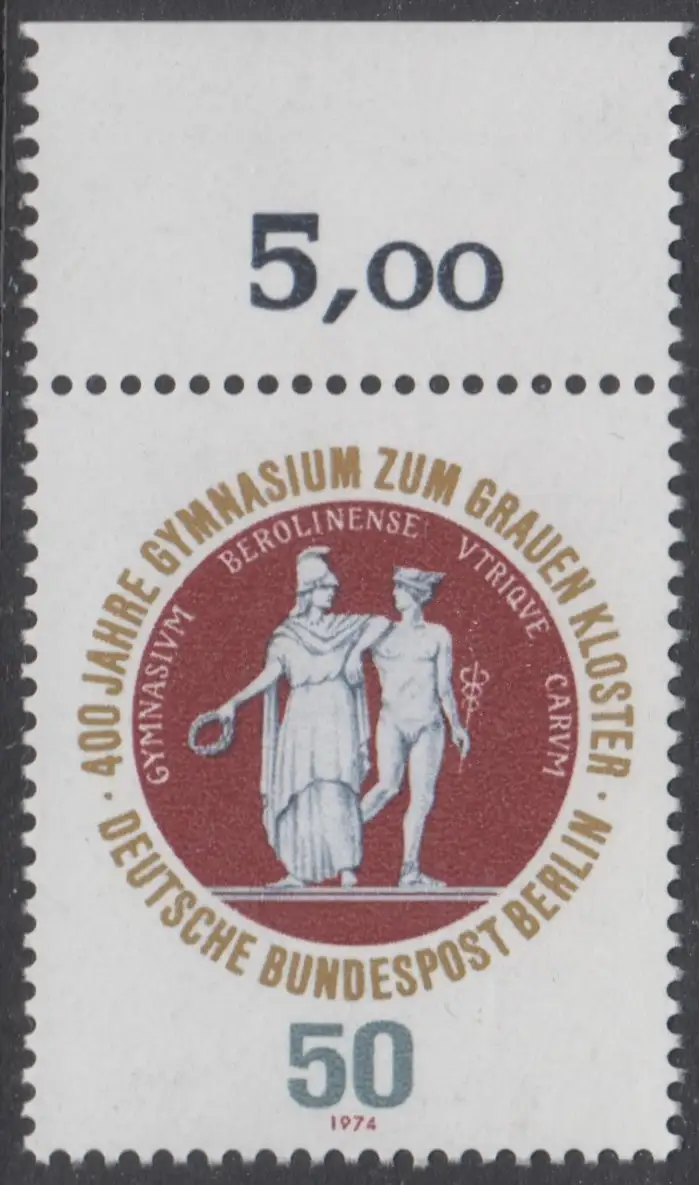 5,00
400 JAHRE GYMNASIUM ZUM GRAUEN KLOSTER
GYMNASIVM BEROLINENSE VTRIQVE CARVM
· DEUTSCHE BUNDESPOST BERLIN ·
50
1974